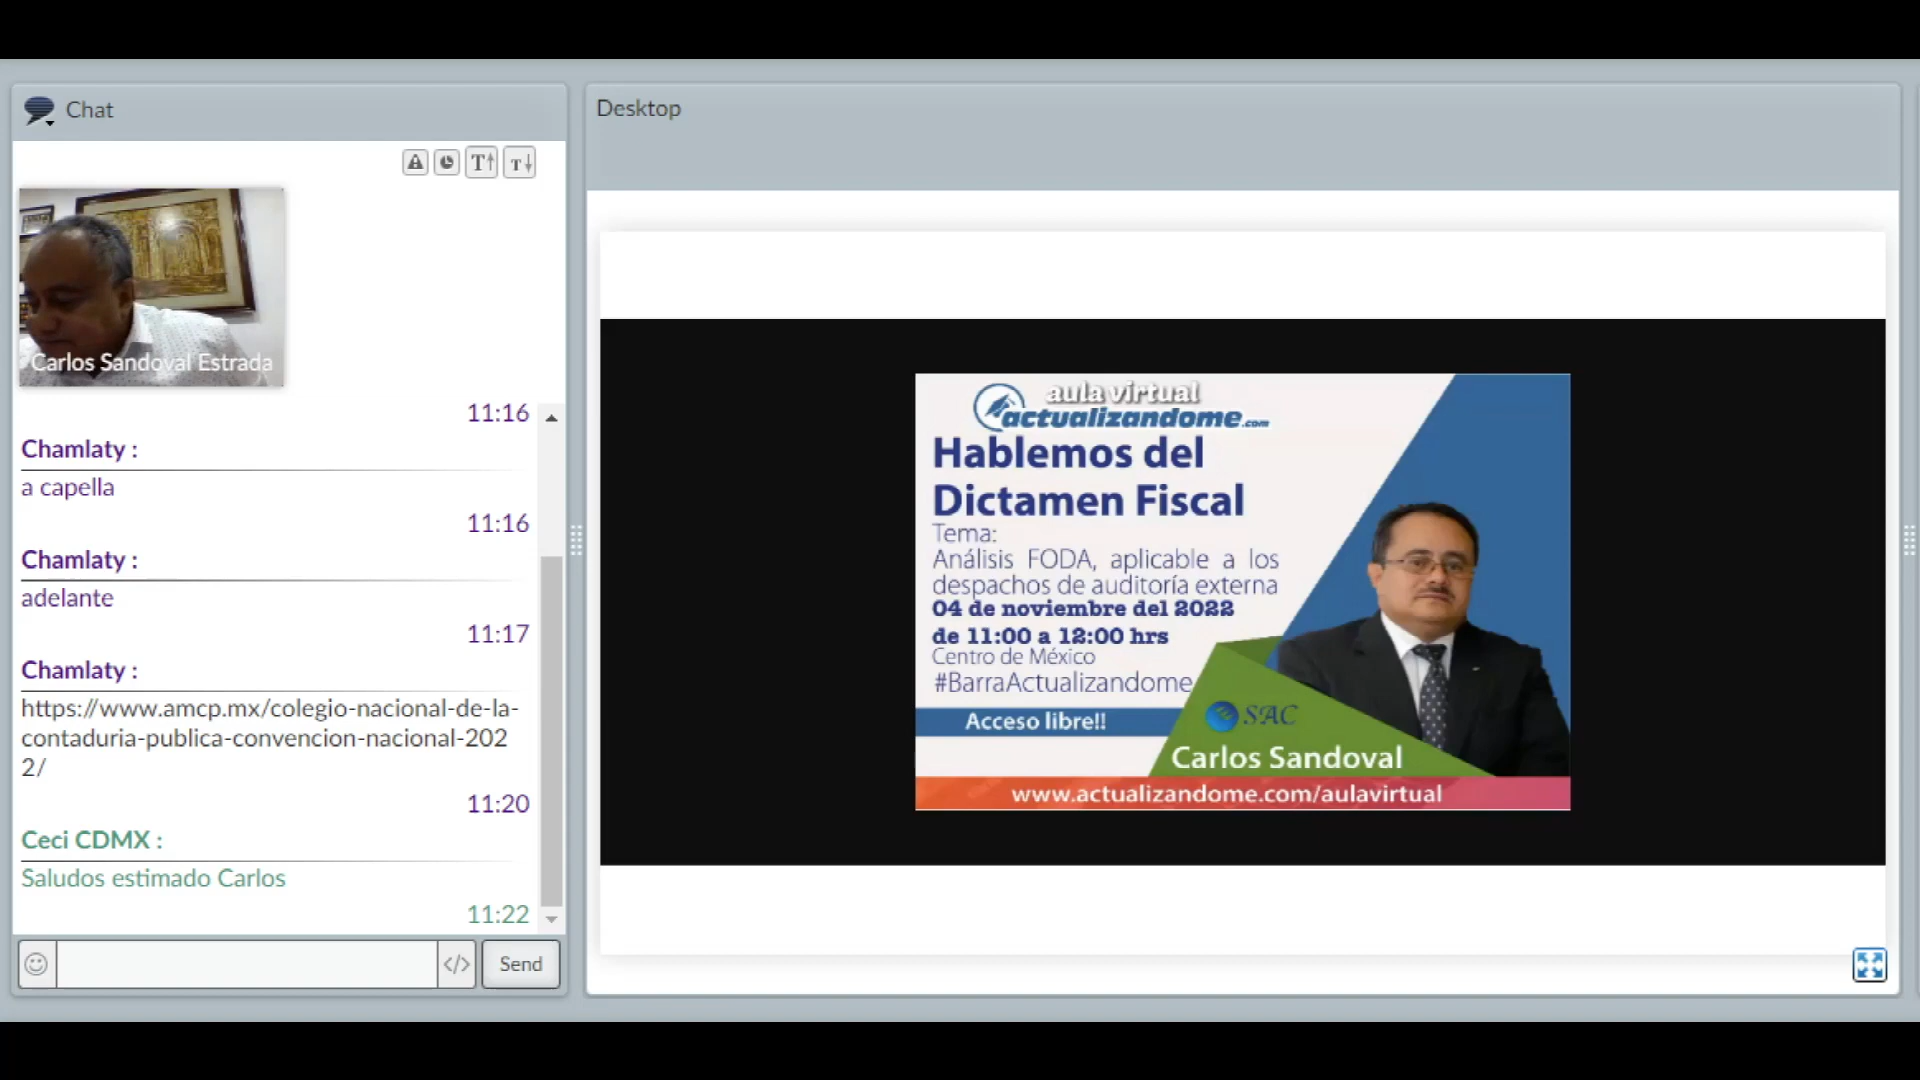 Chat
Carlos Sandoval Estrada
11:16
Chamlaty :
a capella
11:16
Chamlaty :
adelante
11:17
Chamlaty :
https://www.amcp.mx/colegio-nacional-de-la-
contaduria-publica-convencion-nacional-202
2/
11:20
Ceci CDMX :
Saludos estimado Carlos
11:22
Send
Desktop
aula virtual
actualizandome.com
Hablemos del
Dictamen Fiscal
Tema:
Análisis FODA, aplicable a los
despachos de auditoría externa
04 de noviembre del 2022
de 11:00 a 12:00 hrs
Centro de México
#BarraActualizandome
Acceso libre!!
SAC
Carlos Sandoval
www.actualizandome.com/aulavirtual